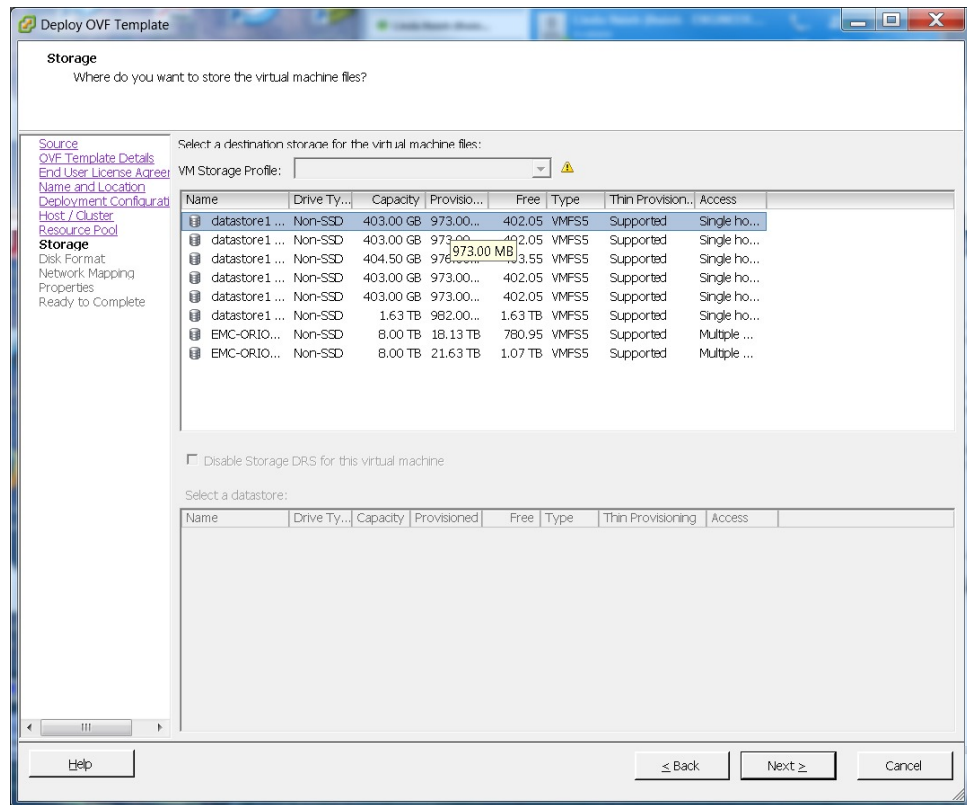 Deploy OVF Template
Storage
Where do you want to store the virtual machine files?
Source
OVF Template Details
End User License Agreer
Name and Location
Deployment Configurati
Host / Cluster
Resource Pool
Storage
Disk Format
Network Mapping
Properties
Ready to Complete
Select a destination storage for the virtual machine files:
VM Storage Profile:
Name Drive Ty... Capacity Provisio... Free Type Thin Provision.. Access
datastore1 ... Non-SSD 403.00 GB 973.00... 402.05 VMFS5 Supported Single ho...
datastore1 ... Non-SSD 403.00 GB 973.00... 402.05 VMFS5 Supported Single ho...
973.00 MB
datastore1 ... Non-SSD 404.50 GB VMFS5 Supported Single ho...
datastore1 ... Non-SSD 403.00 GB 973.00... 402.05 VMFS5 Supported Single ho...
datastore1 ... Non-SSD 403.00 GB 973.00... 402.05 VMFS5 Supported Single ho...
datastore1 ... Non-SSD 1.63 TB 982.00... 1.63 TB VMFS5 Supported Single ho...
EMC-ORIO... Non-SSD 8.00 TB 18.13 TB 780.95 VMFS5 Supported Multiple ...
EMC-ORIO... Non-SSD 8.00 TB 21.63 TB 1.07 TB VMFS5 Supported Multiple ...
Disable Storage DRS for this virtual machine
Select a datastore:
Name Drive Ty... Capacity Provisioned Free Type Thin Provisioning Access
Help
≤ Back
Next ≥
Cancel